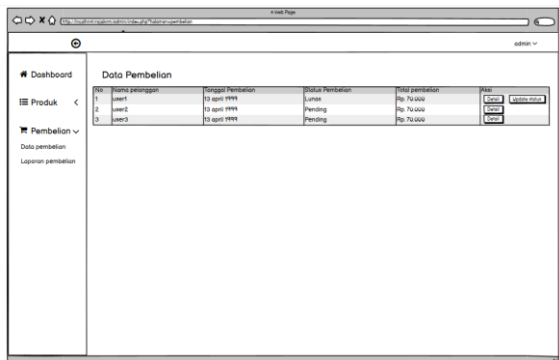 A Web Page
admin
Dashboard
Data Pembelian
No Nama pelanggan Tanggal Pembelian Status Pembelian Total pembelian Aksi
1 user1 13 april 1999 Lunas Rp. 70.000 Detail Update status
2 user2 13 april 1999 Pending Rp. 70.000 Detail
3 user3 13 april 1999 Pending Rp. 70.000 Detail
Produk
Pembelian
Data pembelian
Laporan pembelian